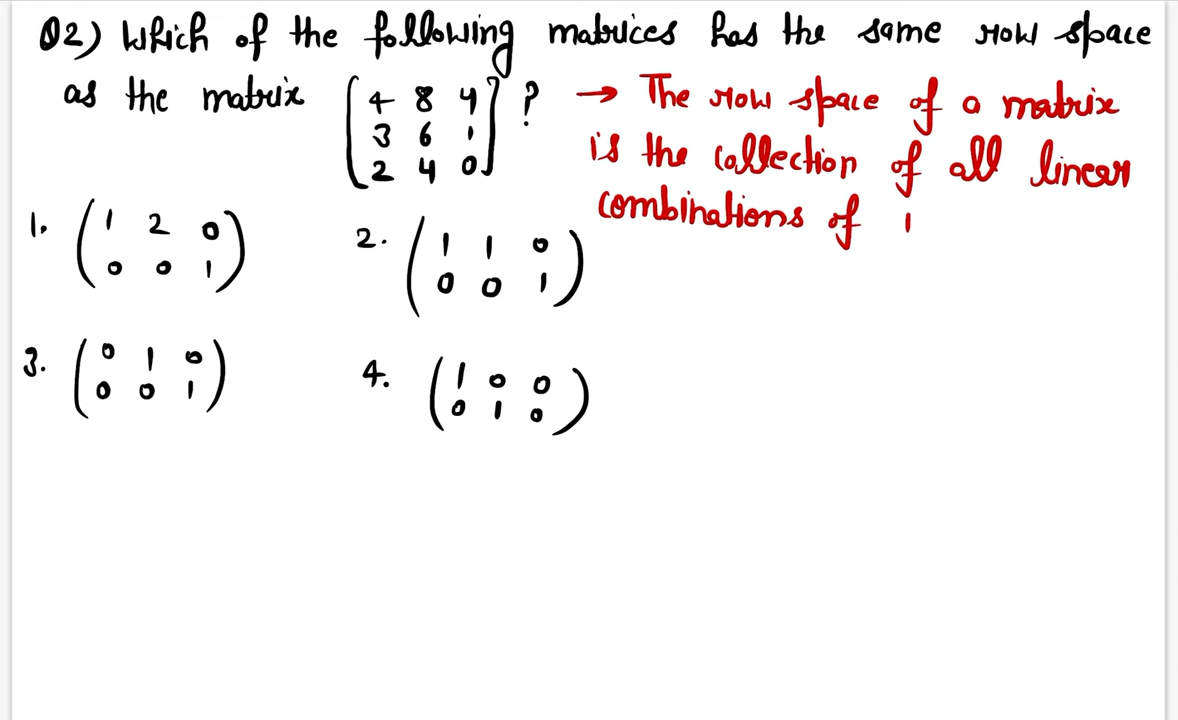 Q2) Which of the following matrices has the same row space
as the matrix [4 8 4 ] ? → The row space of a matrix
3 6 1 is the collection of all linear
2 4 0 combinations of
1. (1 2 0 2. (1 1 0
0 0 1) 0 0 1)
3. (0 1 0 4. (1 0 0
0 0 1) 0 1 0)